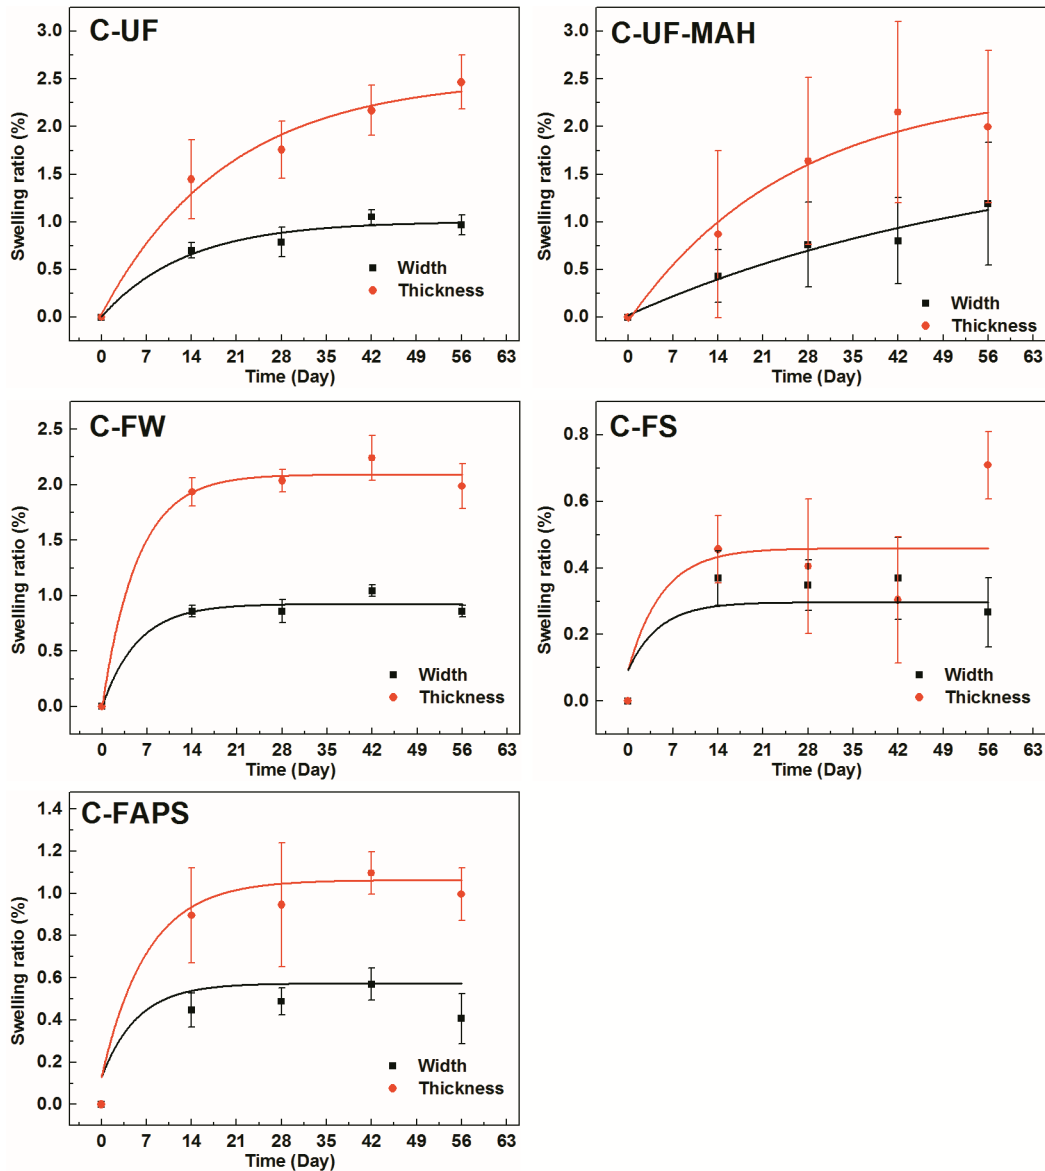 C-UF
Swelling ratio (%)
3.0
2.5
2.0
1.5
1.0
0.5
0.0
Width
Thickness
0 7 14 21 28 35 42 49 56 63
Time (Day)
C-UF-MAH
Swelling ratio (%)
3.0
2.5
2.0
1.5
1.0
0.5
0.0
Width
Thickness
0 7 14 21 28 35 42 49 56 63
Time (Day)
C-FW
Swelling ratio (%)
2.5
2.0
1.5
1.0
0.5
0.0
Width
Thickness
0 7 14 21 28 35 42 49 56 63
Time (Day)
C-FS
Swelling ratio (%)
0.8
0.6
0.4
0.2
0.0
Width
Thickness
0 7 14 21 28 35 42 49 56 63
Time (Day)
C-FAPS
Swelling ratio (%)
1.4
1.2
1.0
0.8
0.6
0.4
0.2
0.0
Width
Thickness
0 7 14 21 28 35 42 49 56 63
Time (Day)